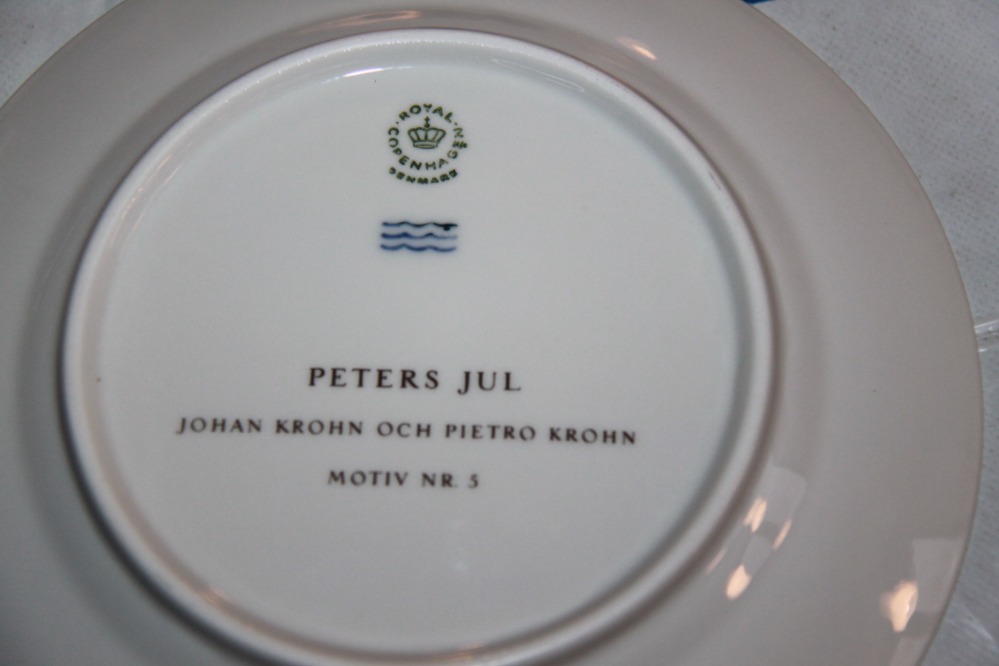 ROYAL
COPENHAGEN
DENMARK
PETERS JUL
JOHAN KROHN OCH PIETRO KROHN
MOTIV NR. 5